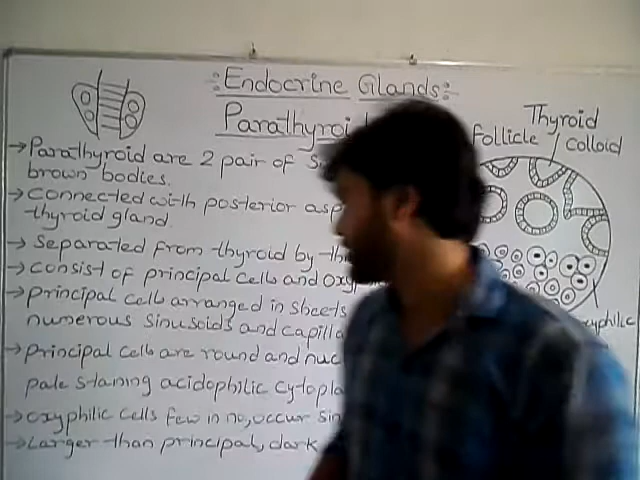 Endocrine Glands:
Parathyroi
Thyroid
Follicle
Colloid
→ Parathyroid are 2 pair of S
brown bodies.
→ connected with posterior asp
thyroid gland.
→ separated from thyroid by th
→ consist of principal cells and oxy
→ principal cell arranged in sheets
numerous sinusoids and capilla
→ principal cells are round and nuc
pale staining acidophilic cytopla
→ oxyphilic cells few in no, occur sin
→ Larger than principal, dark
yphilic